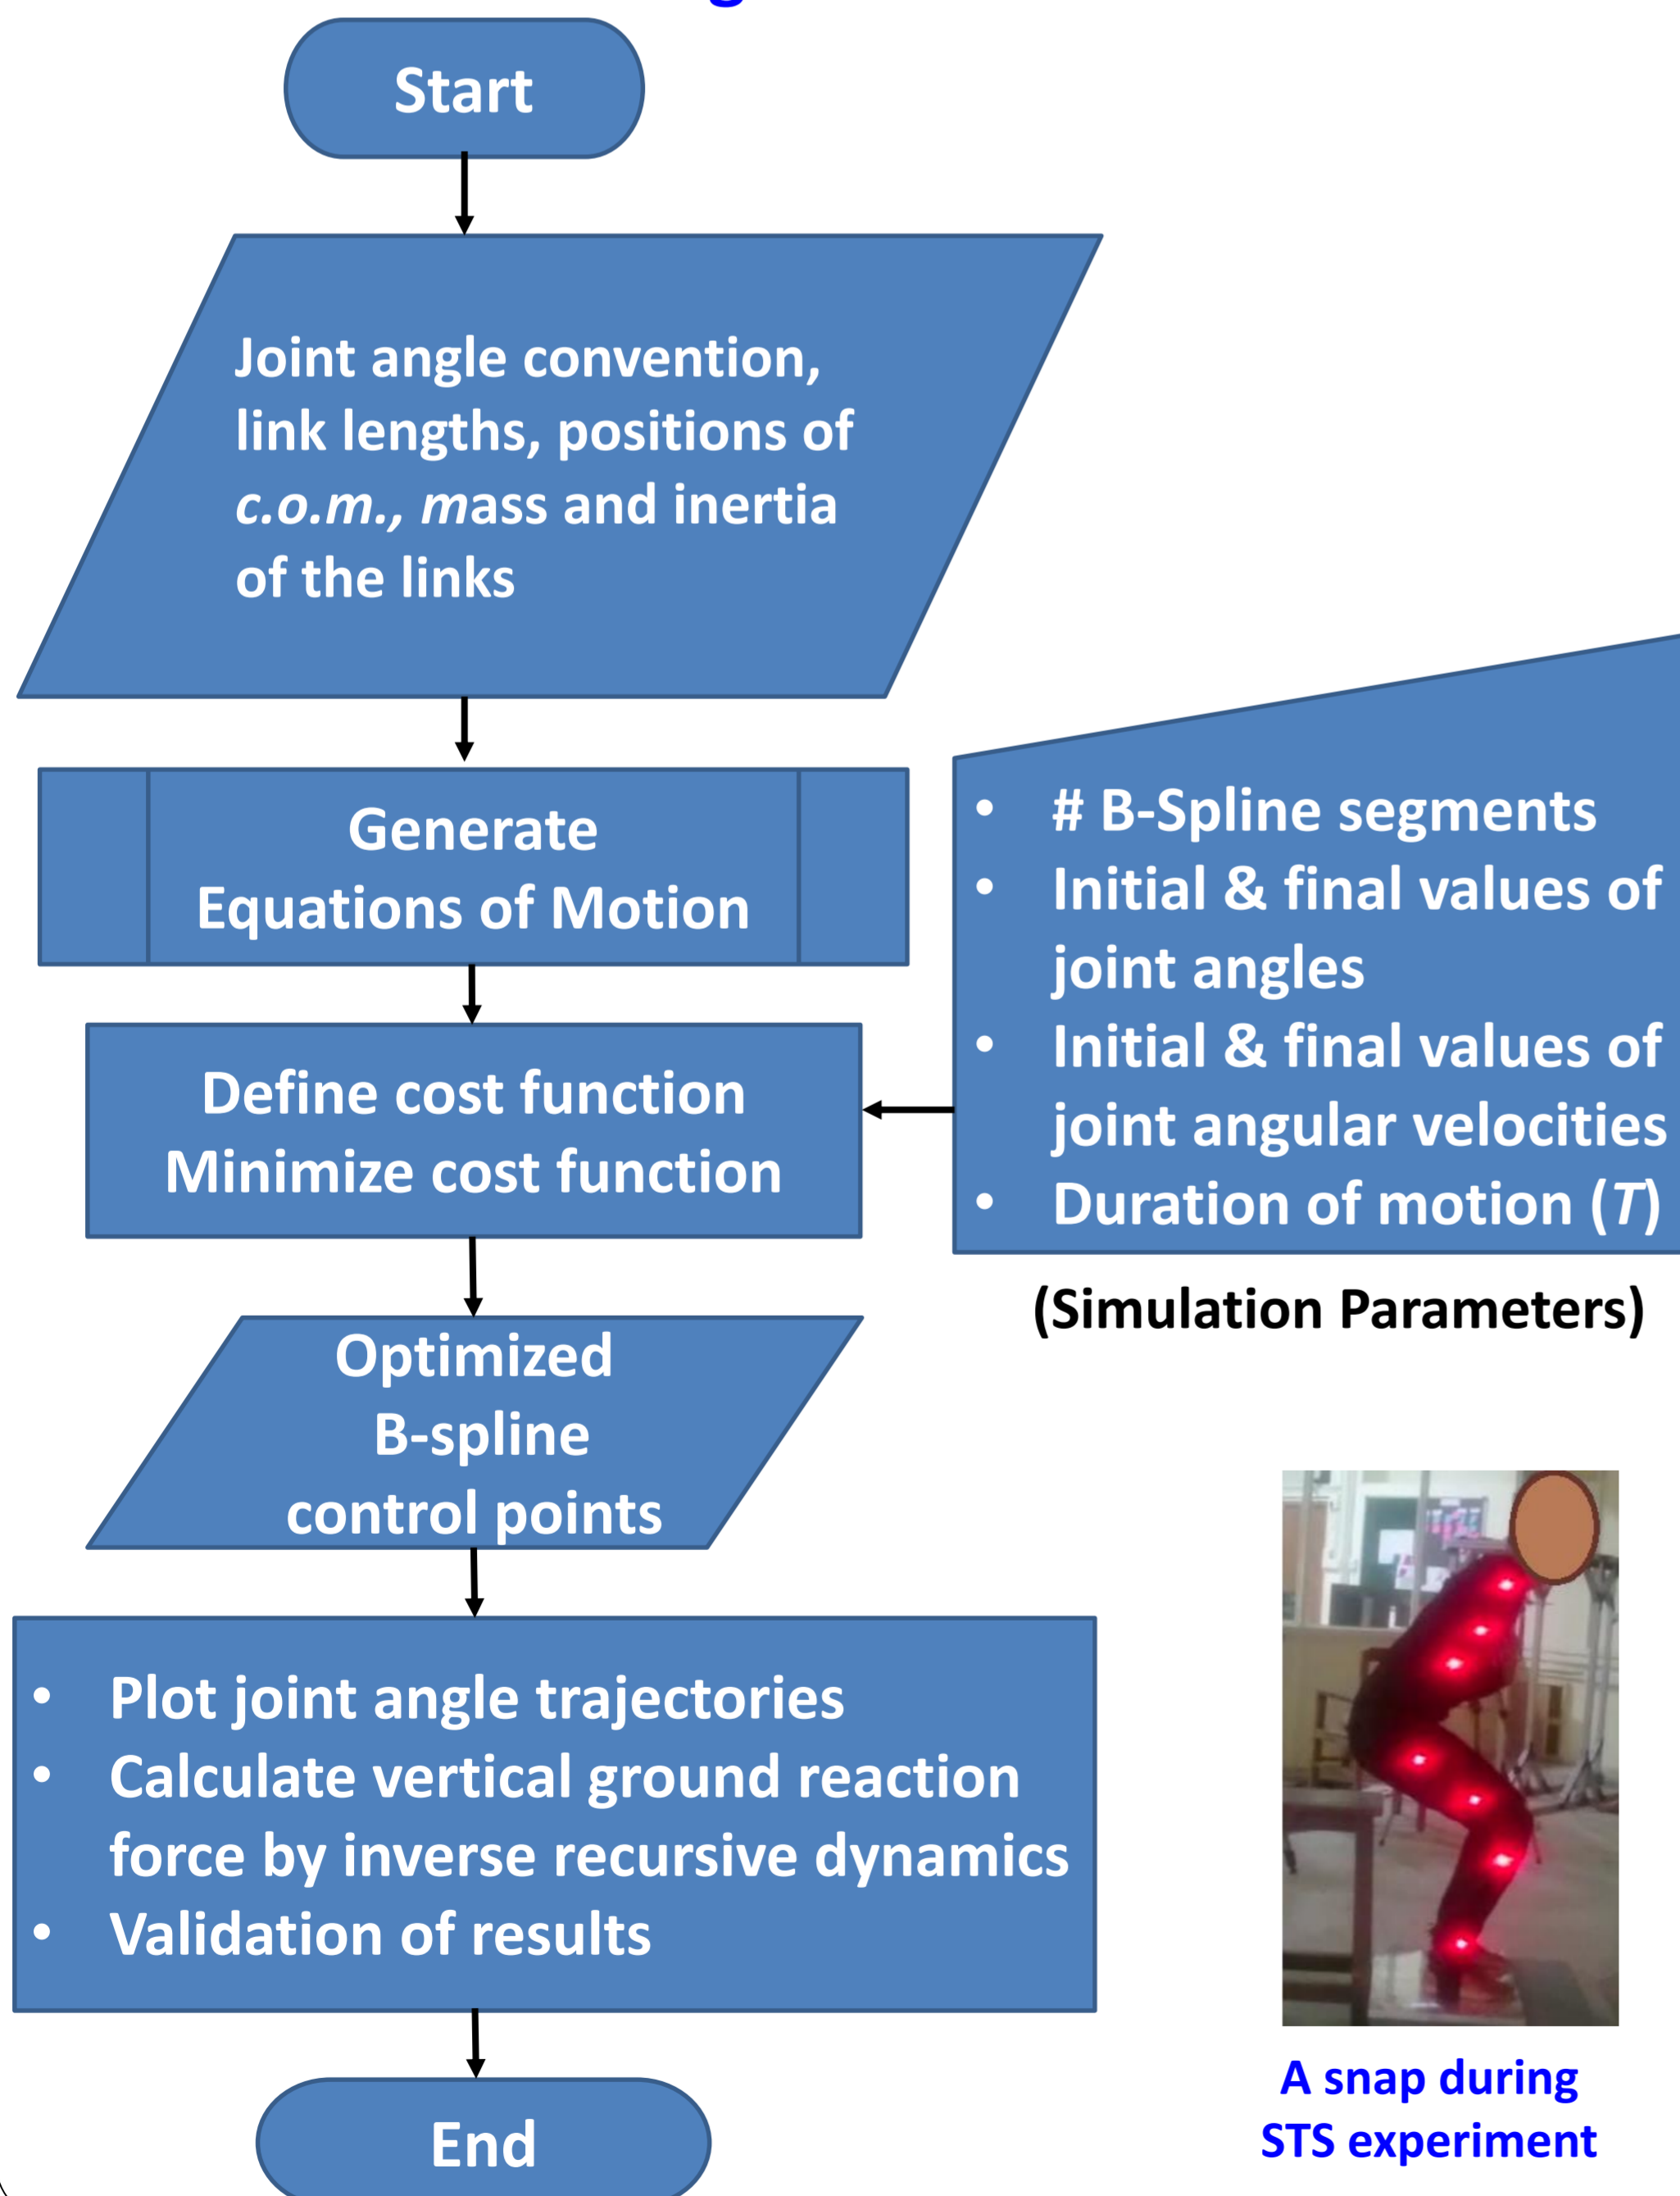 Start
Joint angle convention,
link lengths, positions of
c.o.m., mass and inertia
of the links
Generate
Equations of Motion
• # B-Spline segments
• Initial & final values of
joint angles
• Initial & final values of
joint angular velocities
• Duration of motion (T)
Define cost function
Minimize cost function
(Simulation Parameters)
Optimized
B-spline
control points
• Plot joint angle trajectories
• Calculate vertical ground reaction
force by inverse recursive dynamics
• Validation of results
End
A snap during
STS experiment